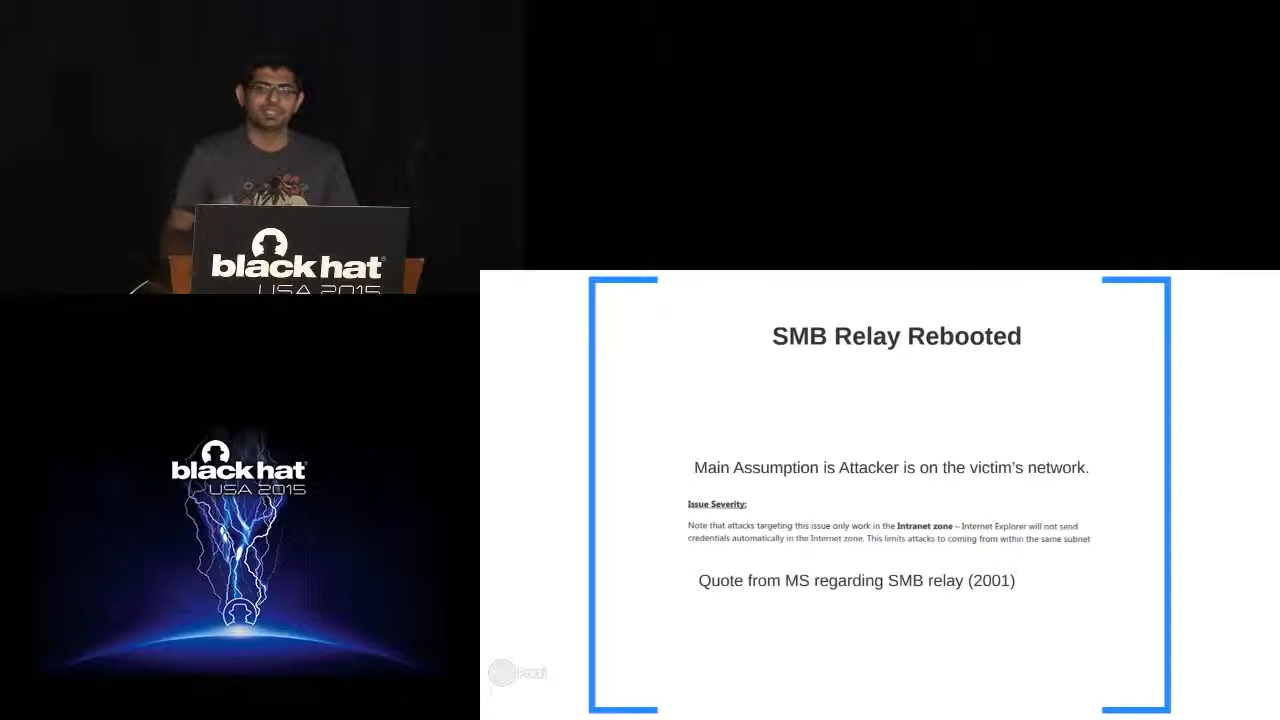 black hat
USA 2015
black hat
USA 2015
SMB Relay Rebooted
Main Assumption is Attacker is on the victim's network.
Issue Severity:
Note that attacks targeting this issue only work in the Intranet zone – Internet Explorer will not send
credentials automatically in the Internet zone. This limits attacks to coming from within the same subnet
Quote from MS regarding SMB relay (2001)
Prezi